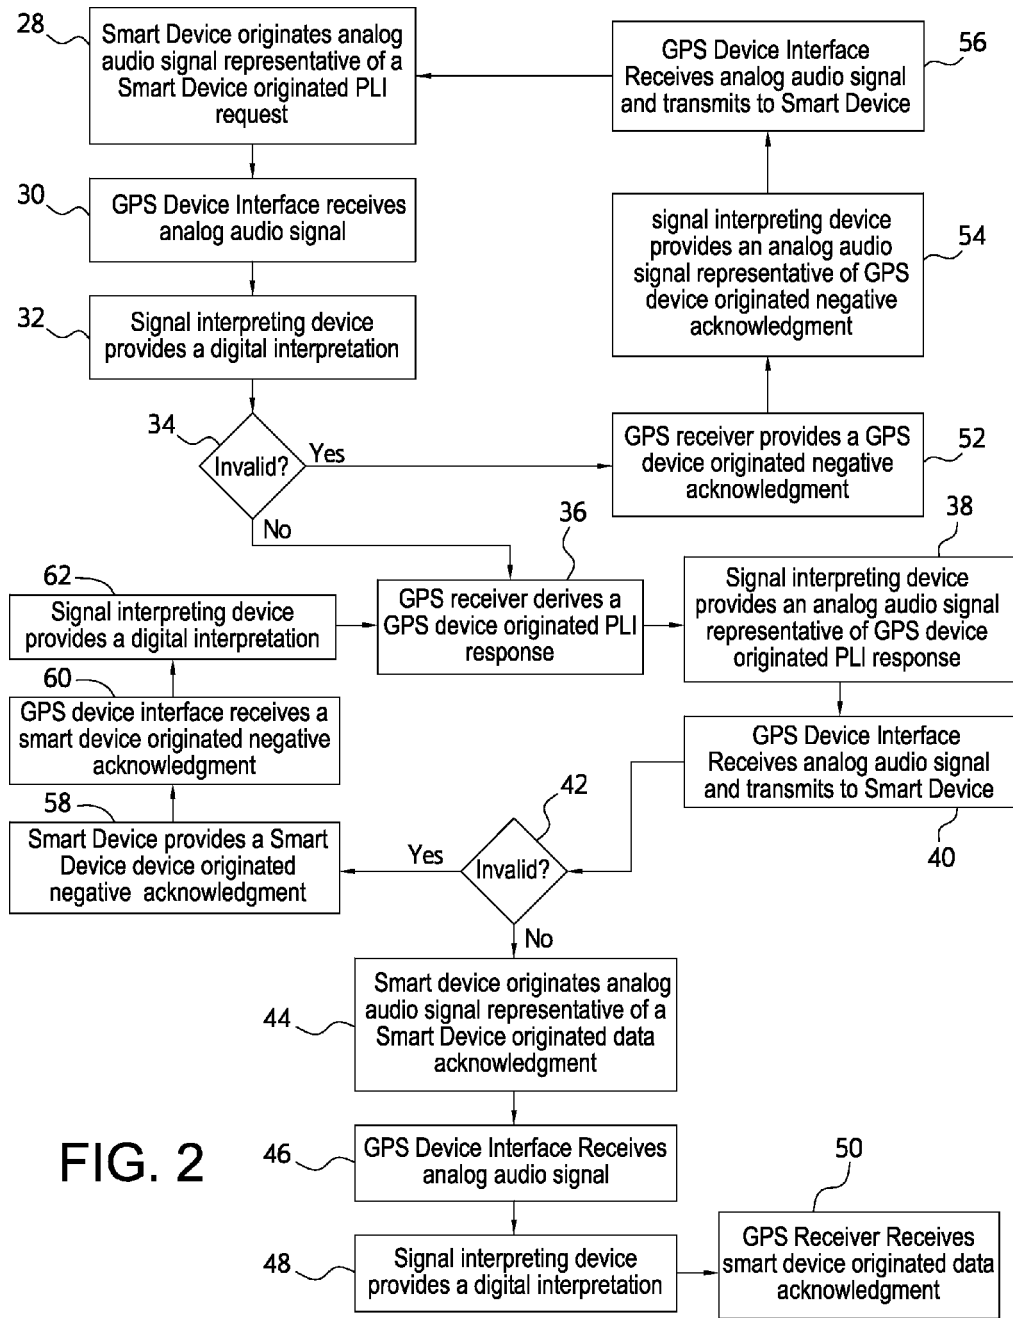 28
Smart Device originates analog
audio signal representative of a
Smart Device originated PLI
request
30
GPS Device Interface receives
analog audio signal
32
Signal interpreting device
provides a digital interpretation
34
Invalid?
Yes
No
56
GPS Device Interface
Receives analog audio signal
and transmits to Smart Device
54
signal interpreting device
provides an analog audio
signal representative of GPS
device originated negative
acknowledgment
52
GPS receiver provides a GPS
device originated negative
acknowledgment
36
GPS receiver derives a
GPS device originated PLI
response
38
Signal interpreting device
provides an analog audio signal
representative of GPS device
originated PLI response
62
Signal interpreting device
provides a digital interpretation
60
GPS device interface receives a
smart device originated negative
acknowledgment
58
Smart Device provides a Smart
Device device originated
negative acknowledgment
GPS Device Interface
Receives analog audio signal
and transmits to Smart Device
40
42
Invalid?
Yes
No
44
Smart device originates analog
audio signal representative of a
Smart Device originated data
acknowledgment
46
GPS Device Interface Receives
analog audio signal
48
Signal interpreting device
provides a digital interpretation
50
GPS Receiver Receives
smart device originated data
acknowledgment
FIG. 2